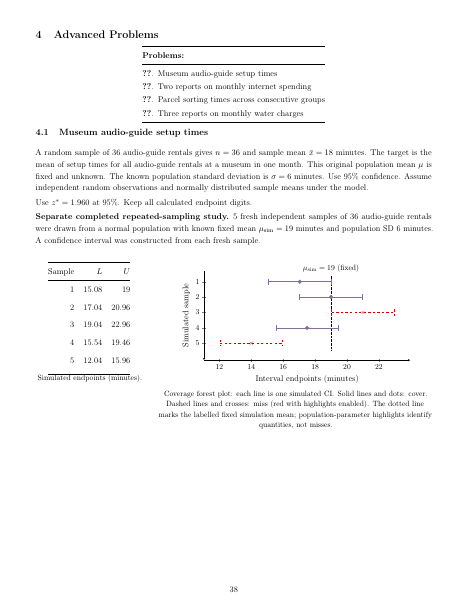 4 Advanced Problems
Problems:
??. Museum audio-guide setup times
??. Two reports on monthly internet spending
??. Parcel sorting times across consecutive groups
??. Three reports on monthly water charges
4.1 Museum audio-guide setup times
A random sample of 36 audio-guide rentals gives n = 36 and sample mean x̄ = 18 minutes. The target is the
mean of setup times for all audio-guide rentals at a museum in one month. This original population mean μ is
fixed and unknown. The known population standard deviation is σ = 6 minutes. Use 95% confidence. Assume
independent random observations and normally distributed sample means under the model.
Use z* = 1.960 at 95%. Keep all calculated endpoint digits.
Separate completed repeated-sampling study. 5 fresh independent samples of 36 audio-guide rentals
were drawn from a normal population with known fixed mean μsim = 19 minutes and population SD 6 minutes.
A confidence interval was constructed from each fresh sample.
Sample L U
1 15.08 19
2 17.04 20.96
3 19.04 22.96
4 15.54 19.46
5 12.04 15.96
Simulated endpoints (minutes).
μsim = 19 (fixed)
Simulated sample
1
2
3
4
5
12 14 16 18 20 22
Interval endpoints (minutes)
Coverage forest plot: each line is one simulated CI. Solid lines and dots: cover.
Dashed lines and crosses: miss (red with highlights enabled). The dotted line
marks the labelled fixed simulation mean; population-parameter highlights identify
quantities, not misses.
38